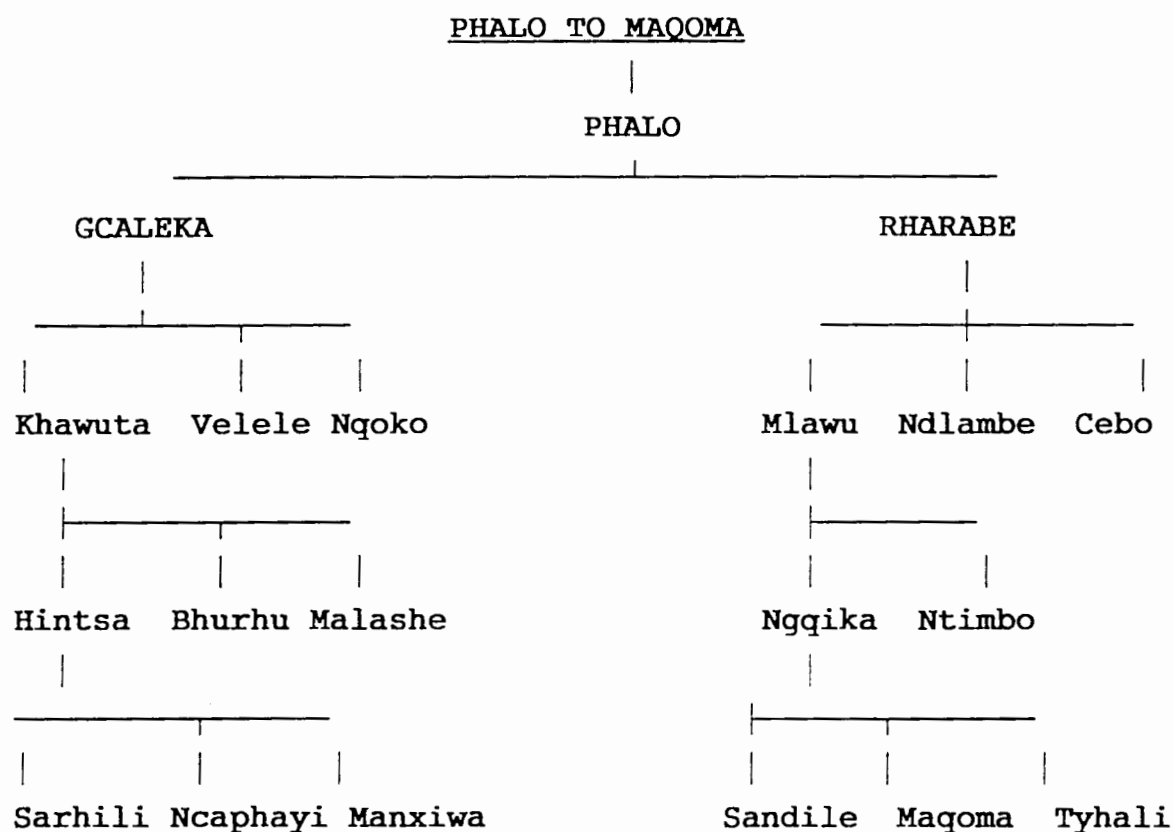 PHALO TO MAQOMA
PHALO
GCALEKA RHARABE
Khawuta Velele Nqoko Mlawu Ndlambe Cebo
Hintsa Bhurhu Malashe Ngqika Ntimbo
Sarhili Ncaphayi Manxiwa Sandile Maqoma Tyhali